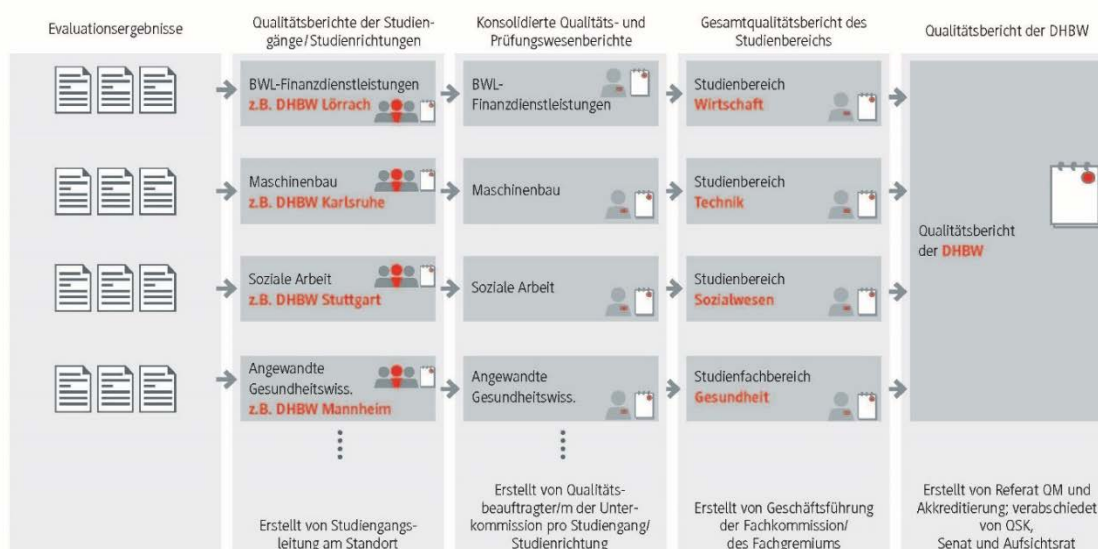 Evaluationsergebnisse
Qualitätsberichte der Studien-
gänge/Studienrichtungen
Konsolidierte Qualitäts- und
Prüfungswesenberichte
Gesamtqualitätsbericht des
Studienbereichs
Qualitätsbericht der DHBW
BWL-Finanzdienstleistungen
z.B. DHBW Lörrach
BWL-
Finanzdienstleistungen
Studienbereich
Wirtschaft
Maschinenbau
z.B. DHBW Karlsruhe
Maschinenbau
Studienbereich
Technik
Soziale Arbeit
z.B. DHBW Stuttgart
Soziale Arbeit
Studienbereich
Sozialwesen
Angewandte
Gesundheitswiss.
z.B. DHBW Mannheim
Angewandte
Gesundheitswiss.
Studienfachbereich
Gesundheit
Qualitätsbericht
der DHBW
Erstellt von Studiengangs-
leitung am Standort
Erstellt von Qualitäts-
beauftragter/m der Unter-
kommission pro Studiengang/
Studienrichtung
Erstellt von Geschäftsführung
der Fachkommission/
des Fachgremiums
Erstellt von Referat QM und
Akkreditierung; verabschiedet
von QSK,
Senat und Aufsichtsrat